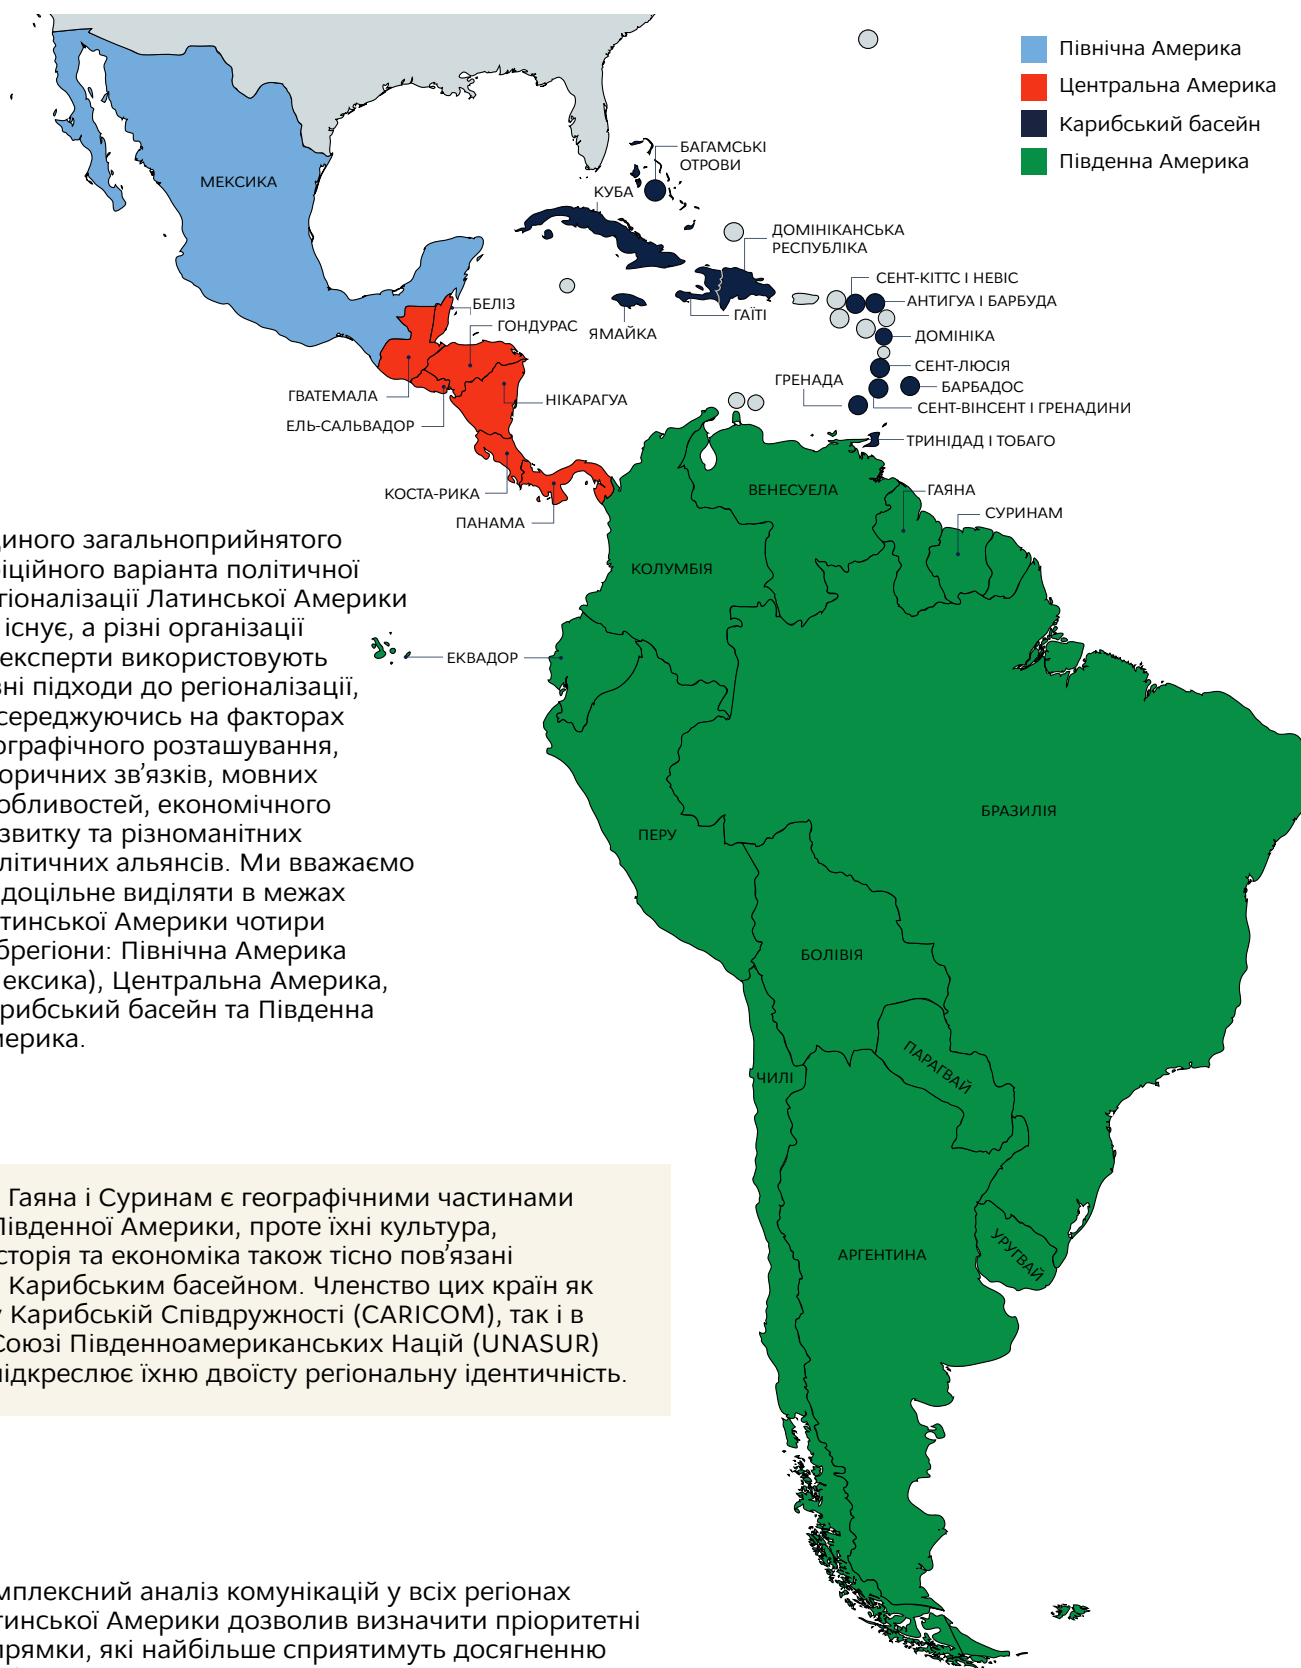 Північна Америка
Центральна Америка
Карибський басейн
Південна Америка
БАГАМСЬКІ
ОТРОВИ
МЕКСИКА
КУБА
ДОМІНІКАНСЬКА
РЕСПУБЛІКА
СЕНТ-КІТТС І НЕВІС
БЕЛІЗ
АНТИГУА І БАРБУДА
ГАЇТІ
ГОНДУРАС
ЯМАЙКА
ДОМІНІКА
СЕНТ-ЛЮСІЯ
ГРЕНАДА
БАРБАДОС
ГВАТЕМАЛА
НІКАРАГУА
СЕНТ-ВІНСЕНТ І ГРЕНАДИНИ
ЕЛЬ-САЛЬВАДОР
ТРИНІДАД І ТОБАГО
КОСТА-РИКА
ВЕНЕСУЕЛА
ГАЯНА
СУРИНАМ
ПАНАМА
КОЛУМБІЯ
ЕКВАДОР
БРАЗИЛІЯ
ПЕРУ
БОЛІВІЯ
ПАРАГВАЙ
ЧИЛІ
УРУГВАЙ
АРГЕНТИНА
диного загальноприйнятого
іційного варіанта політичної
гіоналізації Латинської Америки
існує, а різні організації
експерти використовують
зні підходи до регіоналізації,
середжуючись на факторах
ографічного розташування,
оричних зв’язків, мовних
обливостей, економічного
звитку та різноманітних
літичних альянсів. Ми вважаємо
доцільне виділяти в межах
тинської Америки чотири
брегіони: Північна Америка
ексика), Центральна Америка,
рибський басейн та Південна
мерика.
Гаяна і Суринам є географічними частинами
Південної Америки, проте їхні культура,
сторія та економіка також тісно пов’язані
Карибським басейном. Членство цих країн як
у Карибській Співдружності (CARICOM), так і в
Союзі Південноамериканських Націй (UNASUR)
підкреслює їхню двоїсту регіональну ідентичність.
мплексний аналіз комунікацій у всіх регіонах
тинської Америки дозволив визначити пріоритетні
прямки, які найбільше сприятимуть досягненню